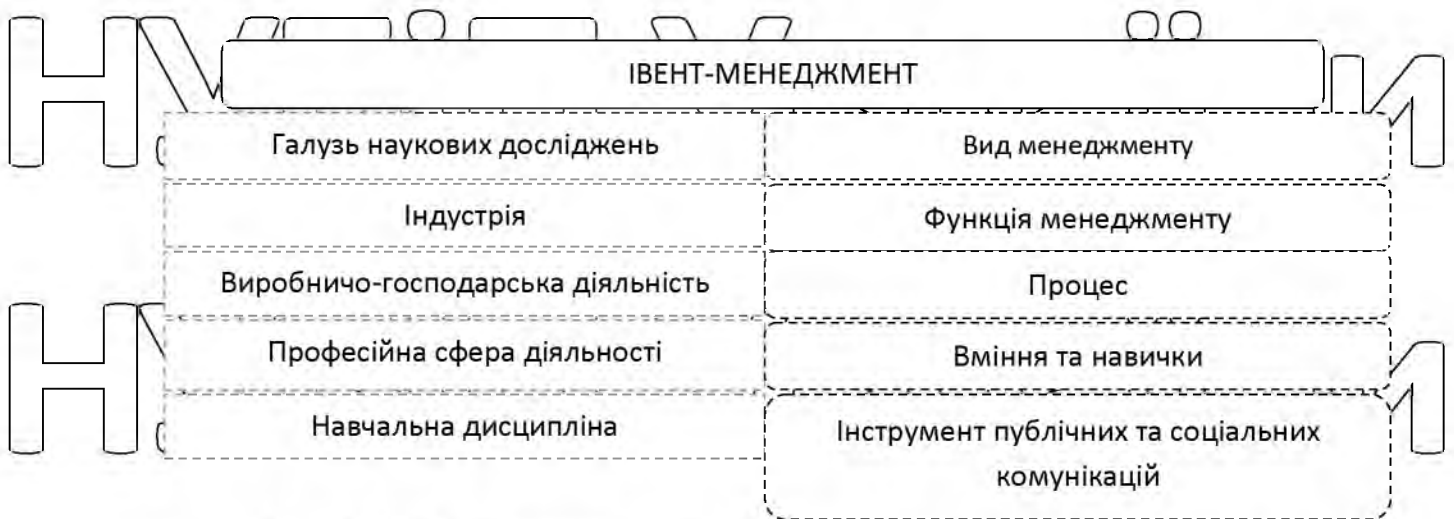 ІВЕНТ-МЕНЕДЖМЕНТ
Галузь наукових досліджень
Вид менеджменту
Індустрія
Функція менеджменту
Виробничо-господарська діяльність
Процес
Професійна сфера діяльності
Вміння та навички
Навчальна дисципліна
Інструмент публічних та соціальних
комунікацій